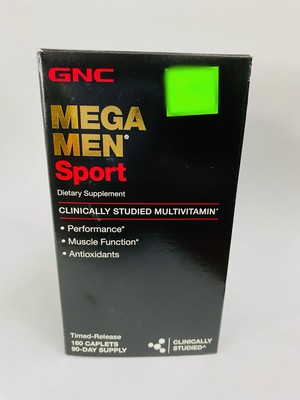 GNC
MEGA
MEN®
Sport
Dietary Supplement
CLINICALLY STUDIED MULTIVITAMIN*
• Performance*
• Muscle Function*
• Antioxidants
Timed-Release
180 CAPLETS
90-DAY SUPPLY
CLINICALLY
STUDIED^